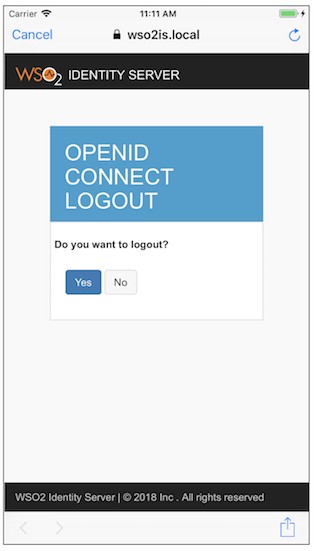 Carrier 11:11 AM
Cancel wso2is.local
WSO2 IDENTITY SERVER
OPENID
CONNECT
LOGOUT
Do you want to logout?
Yes No
WSO2 Identity Server | © 2018 Inc . All rights reserved